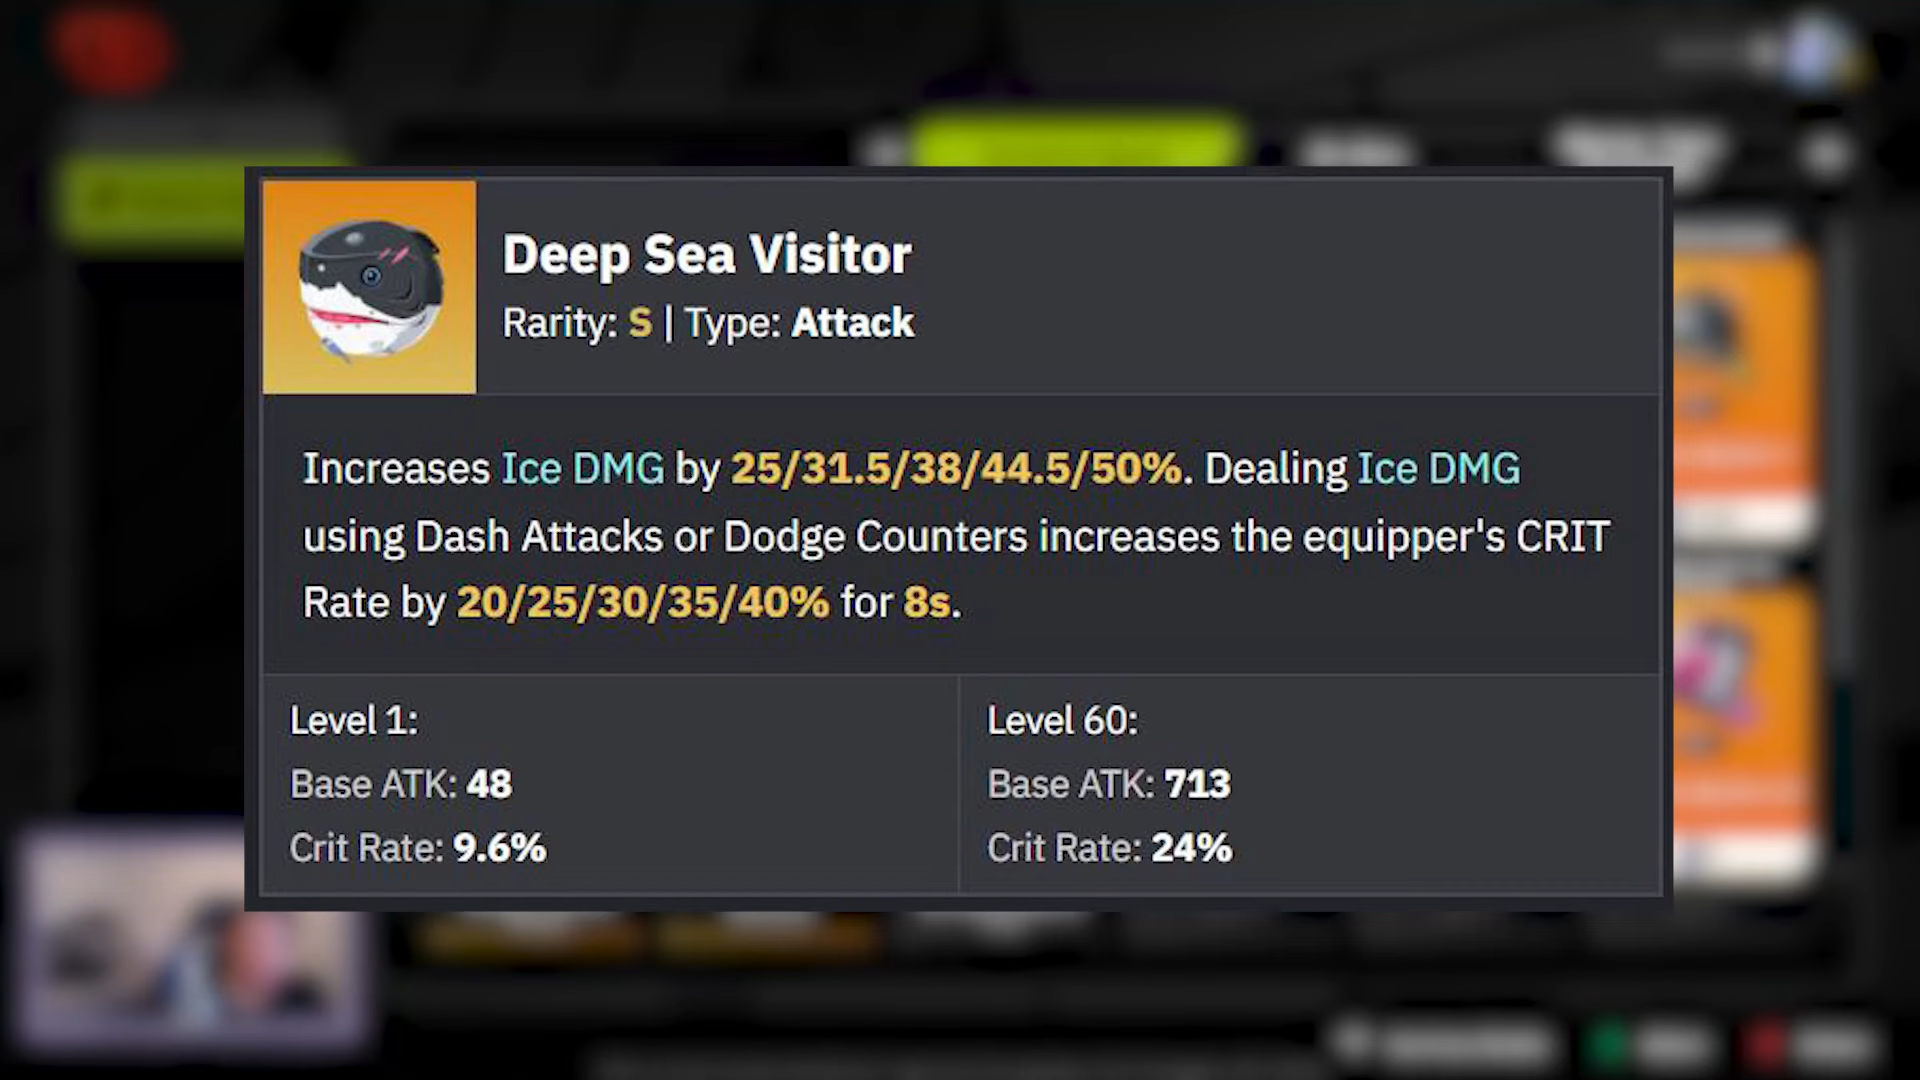 Deep Sea Visitor
Rarity: S | Type: Attack
Increases Ice DMG by 25/31.5/38/44.5/50%. Dealing Ice DMG
using Dash Attacks or Dodge Counters increases the equipper's CRIT
Rate by 20/25/30/35/40% for 8s.
Level 1:
Base ATK: 48
Crit Rate: 9.6%
Level 60:
Base ATK: 713
Crit Rate: 24%